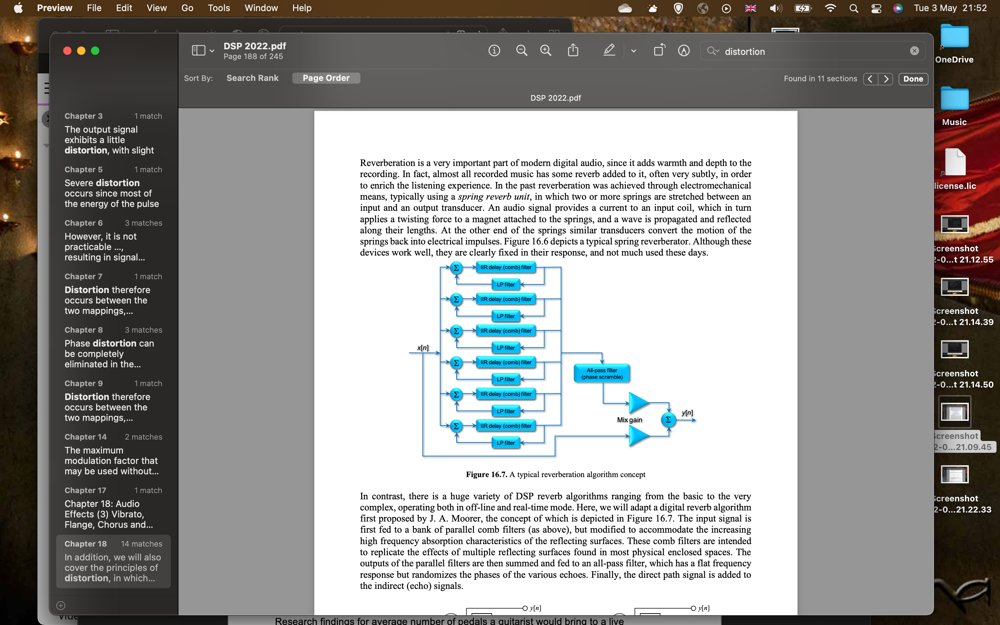 Preview File Edit View Go Tools Window Help Tue 3 May 21:52
DSP 2022.pdf
Page 188 of 245
distortion
Sort By: Search Rank Page Order Found in 11 sections Done
DSP 2022.pdf
Chapter 3 1 match
The output signal
exhibits a little
distortion, with slight
Chapter 5 1 match
Severe distortion
occurs since most of
the energy of the pulse
Chapter 6 3 matches
However, it is not
practicable ...,
resulting in signal...
Chapter 7 1 match
Distortion therefore
occurs between the
two mappings,...
Chapter 8 3 matches
Phase distortion can
be completely
eliminated in the...
Chapter 9 1 match
Distortion therefore
occurs between the
two mappings,...
Chapter 14 2 matches
The maximum
modulation factor that
may be used without...
Chapter 17 1 match
Chapter 18: Audio
Effects (3) Vibrato,
Flange, Chorus and...
Chapter 18 14 matches
In addition, we will also
cover the principles of
distortion, in which...
Reverberation is a very important part of modern digital audio, since it adds warmth and depth to the
recording. In fact, almost all recorded music has some reverb added to it, often very subtly, in order
to enrich the listening experience. In the past reverberation was achieved through electromechanical
means, typically using a spring reverb unit, in which two or more springs are stretched between an
input and an output transducer. An audio signal provides a current to an input coil, which in turn
applies a twisting force to a magnet attached to the springs, and a wave is propagated and reflected
along their lengths. At the other end of the springs similar transducers convert the motion of the
springs back into electrical impulses. Figure 16.6 depicts a typical spring reverberator. Although these
devices work well, they are clearly fixed in their response, and not much used these days.
Σ IIR delay (comb) filter
LP filter
Σ IIR delay (comb) filter
LP filter
Σ IIR delay (comb) filter
LP filter
x[n]
Σ IIR delay (comb) filter
LP filter
All-pass filter
(phase scramble)
Σ IIR delay (comb) filter
LP filter
Σ IIR delay (comb) filter
LP filter
Mix gain
Σ
y[n]
Figure 16.7. A typical reverberation algorithm concept
In contrast, there is a huge variety of DSP reverb algorithms ranging from the basic to the very
complex, operating both in off-line and real-time mode. Here, we will adapt a digital reverb algorithm
first proposed by J. A. Moorer, the concept of which is depicted in Figure 16.7. The input signal is
first fed to a bank of parallel comb filters (as above), but modified to accommodate the increasing
high frequency absorption characteristics of the reflecting surfaces. These comb filters are intended
to replicate the effects of multiple reflecting surfaces found in most physical enclosed spaces. The
outputs of the parallel filters are then summed and fed to an all-pass filter, which has a flat frequency
response but randomizes the phases of the various echoes. Finally, the direct path signal is added to
the indirect (echo) signals.
y[n] y[n]
Research findings for average number of pedals a guitarist would bring to a live
OneDrive
Music
license.lic
Screenshot
2-0...t 21.12.55
Screenshot
2-0...t 21.14.39
Screenshot
2-0...t 21.14.50
Screenshot
2-0...21.09.45
Screenshot
2-0...21.22.33